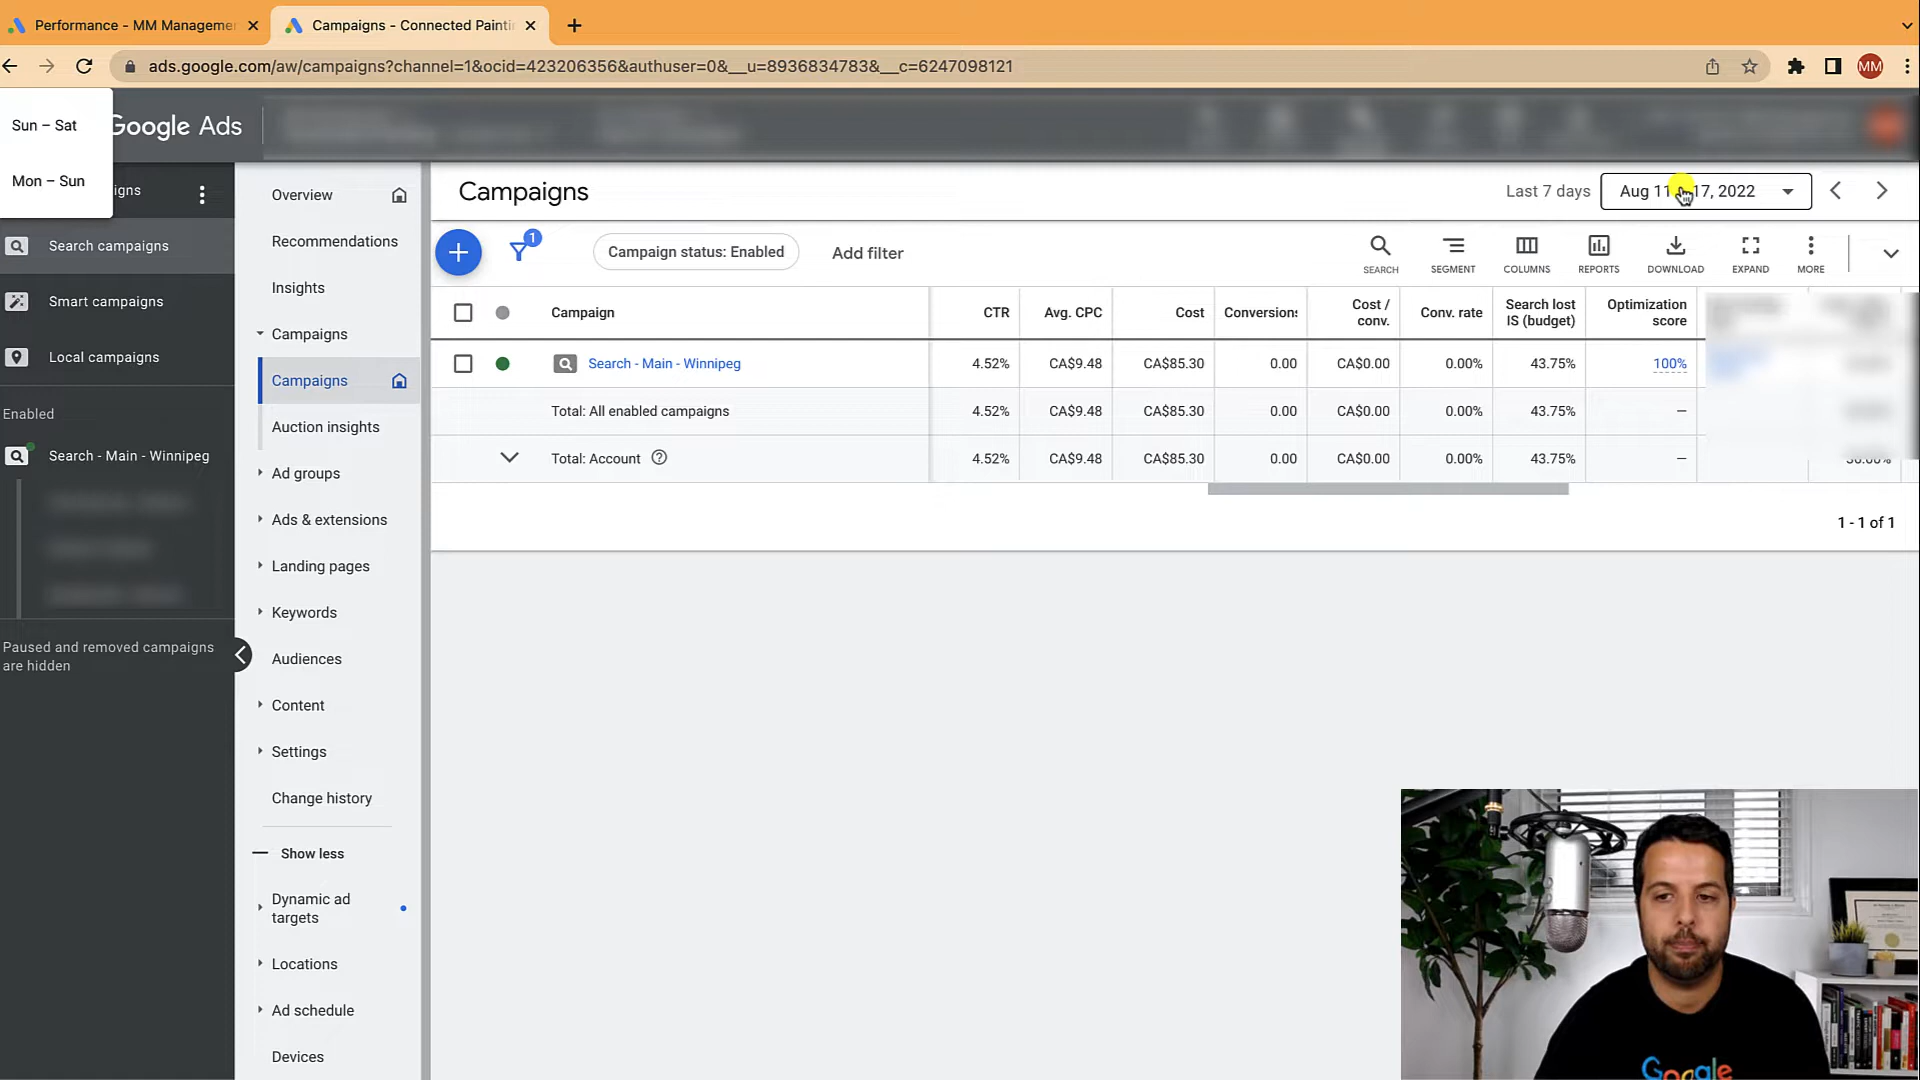 Performance - MM Manageme
Campaigns - Connected Painti
ads.google.com/aw/campaigns?channel=1&ocid=423206356&authuser=0&__u=8936834783&__c=6247098121
MM
Sun – Sat
Mon – Sun
Google Ads
igns
Search campaigns
Smart campaigns
Local campaigns
Enabled
Search - Main - Winnipeg
Paused and removed campaigns
are hidden
Overview
Recommendations
Insights
Campaigns
Campaigns
Auction insights
Ad groups
Ads & extensions
Landing pages
Keywords
Audiences
Content
Settings
Change history
Show less
Dynamic ad
targets
Locations
Ad schedule
Devices
Campaigns
Last 7 days
Aug 11 17, 2022
1
Campaign status: Enabled
Add filter
SEARCH
SEGMENT
COLUMNS
REPORTS
DOWNLOAD
EXPAND
MORE
Campaign CTR Avg. CPC Cost Conversions Cost / conv. Conv. rate Search lost IS (budget) Optimization score
Search - Main - Winnipeg 4.52% CA$9.48 CA$85.30 0.00 CA$0.00 0.00% 43.75% 100%
Total: All enabled campaigns 4.52% CA$9.48 CA$85.30 0.00 CA$0.00 0.00% 43.75% –
Total: Account 4.52% CA$9.48 CA$85.30 0.00 CA$0.00 0.00% 43.75% –
1 - 1 of 1
Google